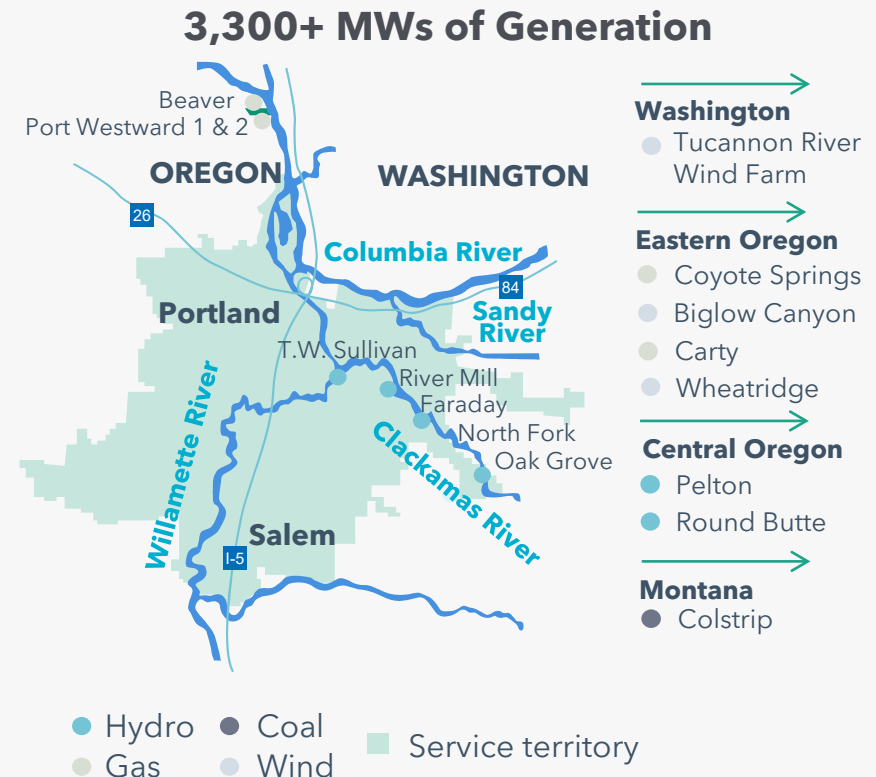 3,300+ MWs of Generation
Beaver
Port Westward 1 & 2
OREGON
WASHINGTON
26
Columbia River
84
Sandy
River
Portland
T.W. Sullivan
River Mill
Faraday
North Fork
Oak Grove
Willamette River
Clackamas River
Salem
I-5
Washington
Tucannon River
Wind Farm
Eastern Oregon
Coyote Springs
Biglow Canyon
Carty
Wheatridge
Central Oregon
Pelton
Round Butte
Montana
Colstrip
Hydro
Coal
Gas
Wind
Service territory